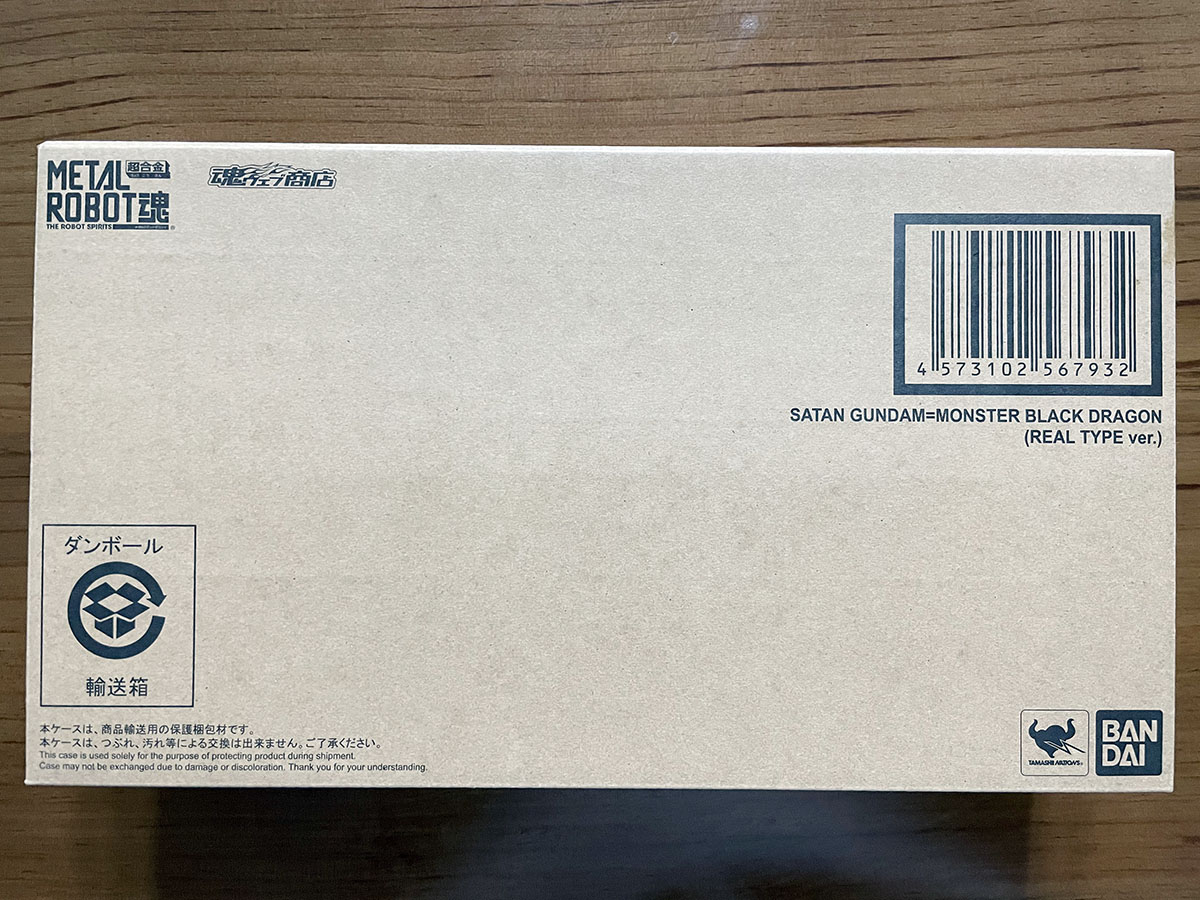 METAL 超合金
ROBOT魂
THE ROBOT SPIRITS
魂ウェブ商店
4 573102 567932
SATAN GUNDAM=MONSTER BLACK DRAGON
(REAL TYPE ver.)
ダンボール
輸送箱
本ケースは、商品輸送用の保護梱包材です。
本ケースは、つぶれ、汚れ等による交換は出来ません。ご了承ください。
This case is used solely for the purpose of protecting product during shipment.
Case may not be exchanged due to damage or discoloration. Thank you for your understanding.
TAMASHII NATIONS
BAN
DAI